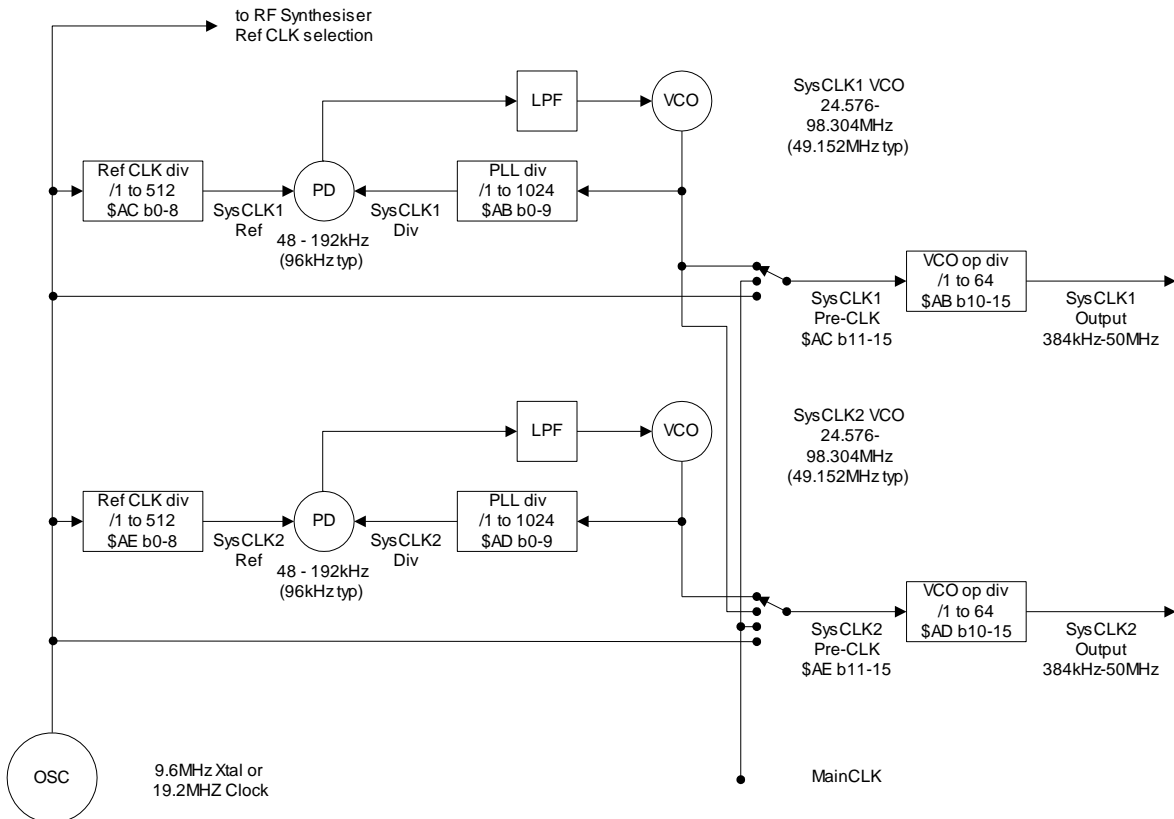 to RF Synthesiser
Ref CLK selection
LPF
VCO
SysCLK1 VCO
24.576-
98.304MHz
(49.152MHz typ)
Ref CLK div
/1 to 512
$AC b0-8
SysCLK1
Ref
PD
48 - 192kHz
(96kHz typ)
SysCLK1
Div
PLL div
/1 to 1024
$AB b0-9
SysCLK1
Pre-CLK
$AC b11-15
VCO op div
/1 to 64
$AB b10-15
SysCLK1
Output
384kHz-50MHz
LPF
VCO
SysCLK2 VCO
24.576-
98.304MHz
(49.152MHz typ)
Ref CLK div
/1 to 512
$AE b0-8
SysCLK2
Ref
PD
48 - 192kHz
(96kHz typ)
SysCLK2
Div
PLL div
/1 to 1024
$AD b0-9
SysCLK2
Pre-CLK
$AE b11-15
VCO op div
/1 to 64
$AD b10-15
SysCLK2
Output
384kHz-50MHz
OSC
9.6MHz Xtal or
19.2MHZ Clock
MainCLK